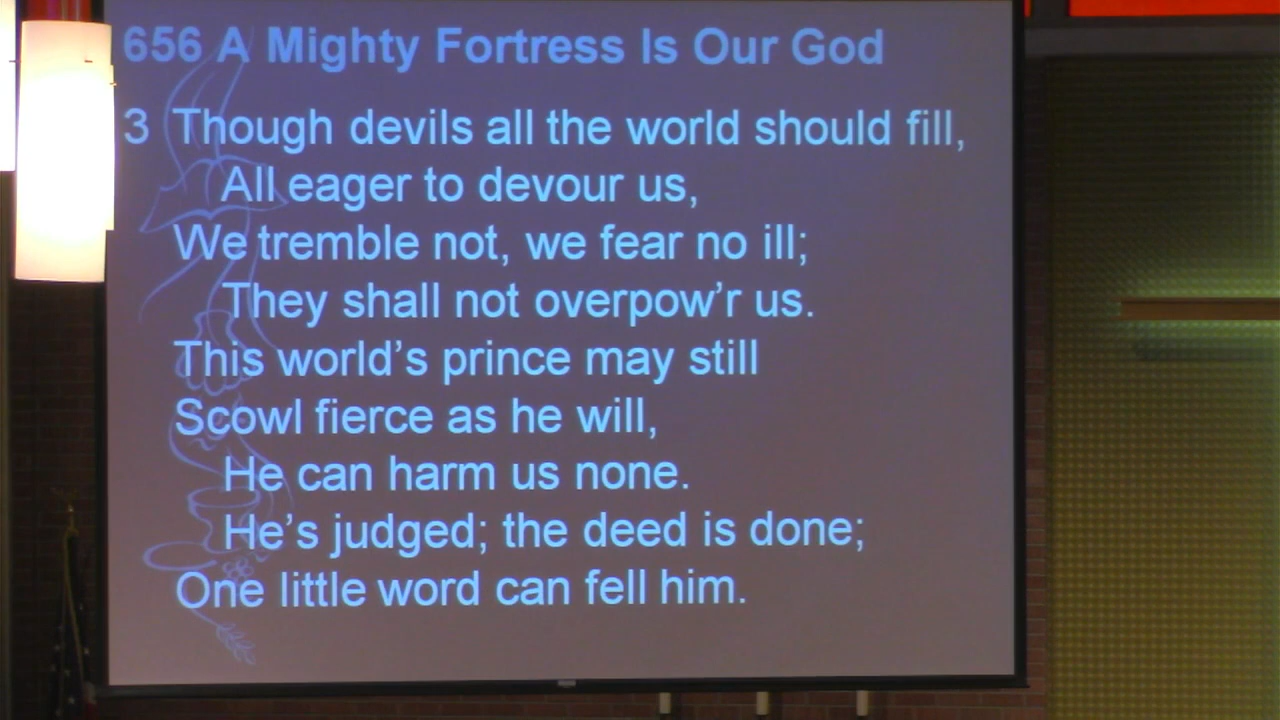 656 A Mighty Fortress Is Our God
3 Though devils all the world should fill,
All eager to devour us,
We tremble not, we fear no ill;
They shall not overpow’r us.
This world’s prince may still
Scowl fierce as he will,
He can harm us none.
He’s judged; the deed is done;
One little word can fell him.